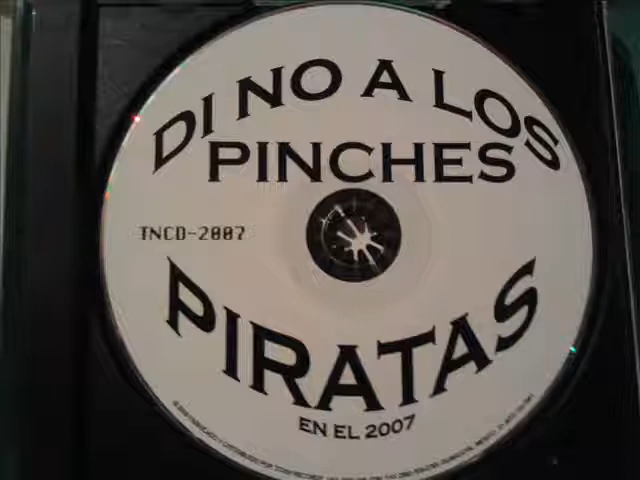 DI NO A LOS
PINCHES
TNCD-2007
PIRATAS
EN EL 2007